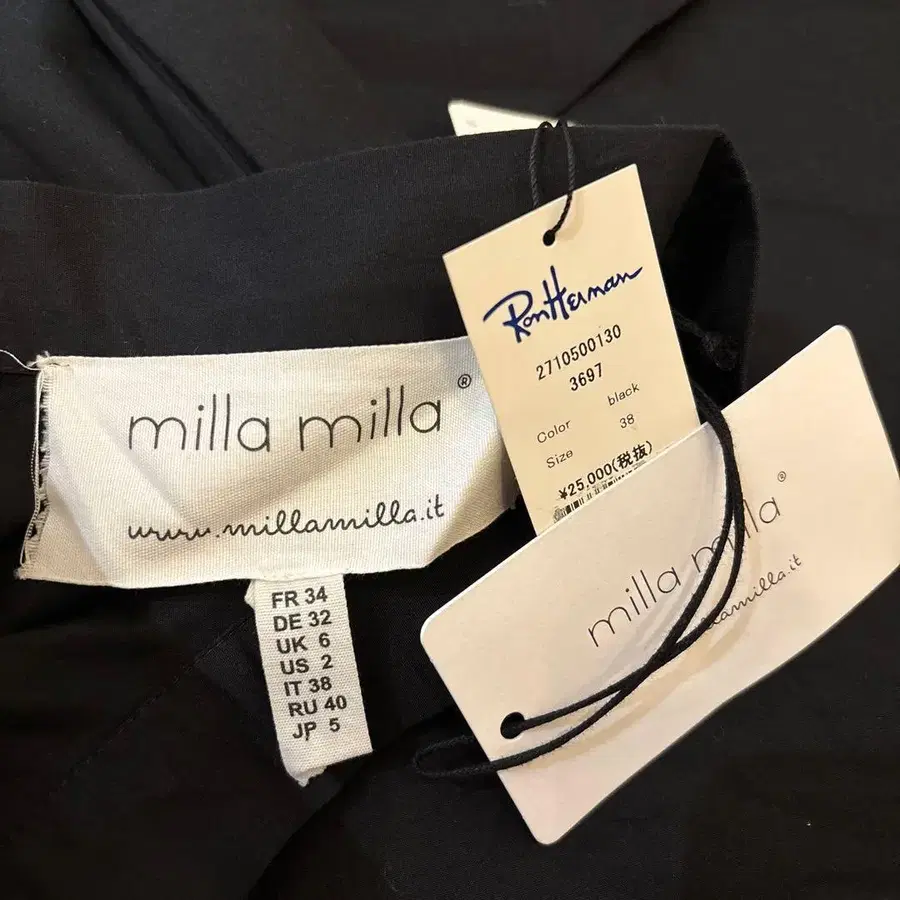 milla milla ®
www.millamilla.it
FR 34
DE 32
UK 6
US 2
IT 38
RU 40
JP 5
RonHerman
2710500130
3697
Color black
Size 38
¥25,000(税抜)
milla milla ®
millamilla.it